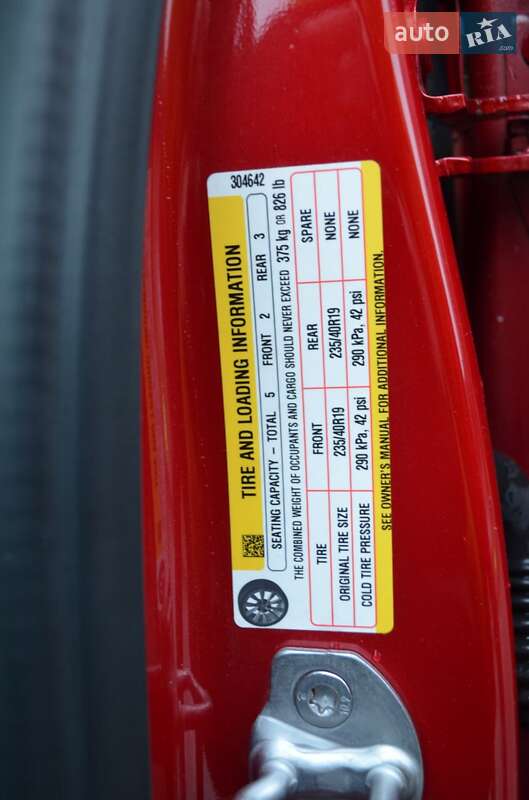 auto RIA
.com
304642
TIRE AND LOADING INFORMATION
SEATING CAPACITY – TOTAL 5 FRONT 2 REAR 3
THE COMBINED WEIGHT OF OCCUPANTS AND CARGO SHOULD NEVER EXCEED 375 kg OR 826 lb
TIRE FRONT REAR SPARE
ORIGINAL TIRE SIZE 235/40R19 235/40R19 NONE
COLD TIRE PRESSURE 290 kPa, 42 psi 290 kPa, 42 psi NONE
SEE OWNER'S MANUAL FOR ADDITIONAL INFORMATION.